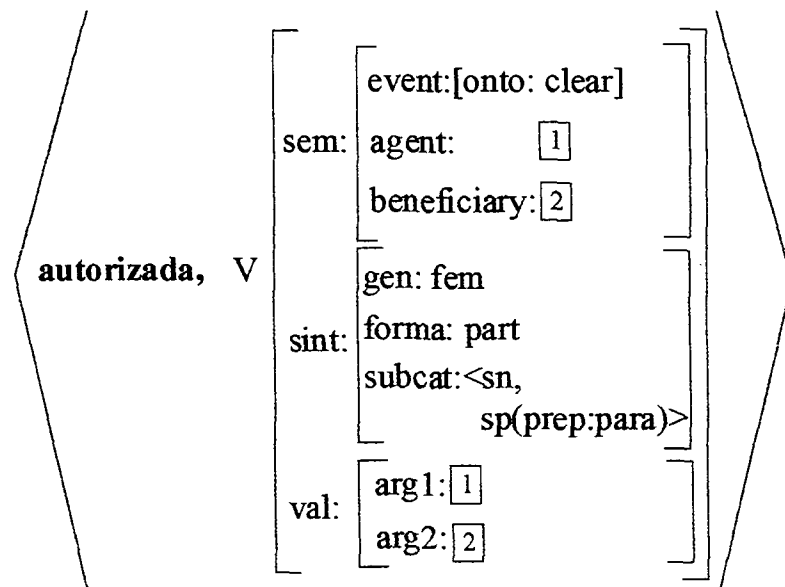 event:[onto: clear]
sem: agent: 1
beneficiary: 2
autorizada, V
gen: fem
sint: forma: part
subcat:<sn,
sp(prep:para)>
val: arg1: 1
arg2: 2